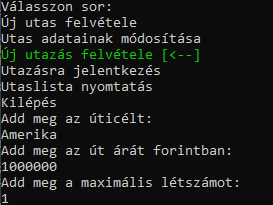 Válasszon sor:
Új utas felvétele
Utas adatainak módosítása
Új utazás felvétele [<--]
Utazásra jelentkezés
Utaslista nyomtatás
Kilépés
Add meg az úticélt:
Amerika
Add meg az út árát forintban:
1000000
Add meg a maximális létszámot:
1